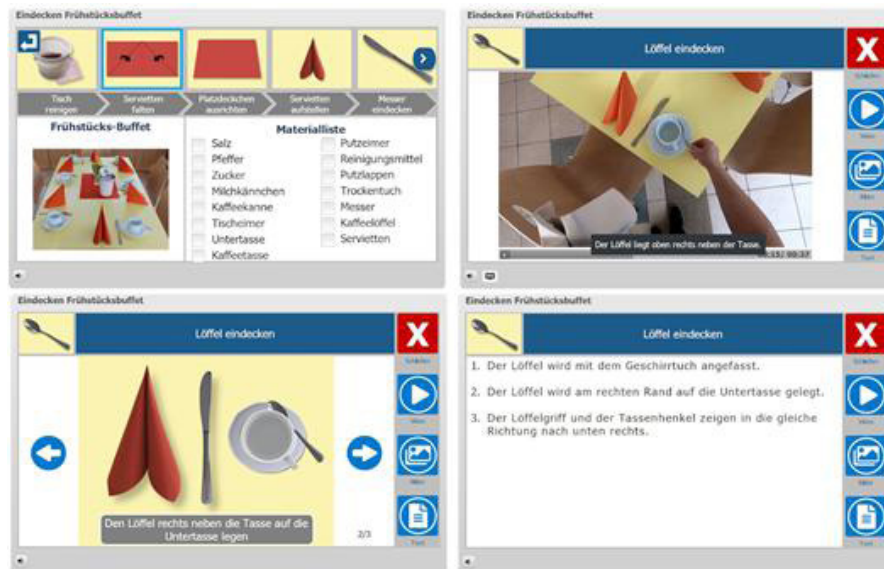 Eindecken Frühstücksbuffet
Tisch
reinigen
Servietten
falten
Platzdeckchen
ausrichten
Servietten
aufstellen
Messer
eindecken
Frühstücks-Buffet
Materialliste
Salz
Pfeffer
Zucker
Milchkännchen
Kaffeekanne
Tischeimer
Untertasse
Kaffeetasse
Putzeimer
Reinigungsmittel
Putzlappen
Trockentuch
Messer
Kaffeelöffel
Servietten
Eindecken Frühstücksbuffet
Löffel eindecken
X
Der Löffel liegt oben rechts neben der Tasse.
Text
Eindecken Frühstücksbuffet
Löffel eindecken
X
Den Löffel rechts neben die Tasse auf die
Untertasse legen
2/3
Text
Eindecken Frühstücksbuffet
Löffel eindecken
X
1. Der Löffel wird mit dem Geschirrtuch angefasst.
2. Der Löffel wird am rechten Rand auf die Untertasse gelegt.
3. Der Löffelgriff und der Tassenhenkel zeigen in die gleiche
Richtung nach unten rechts.
Text